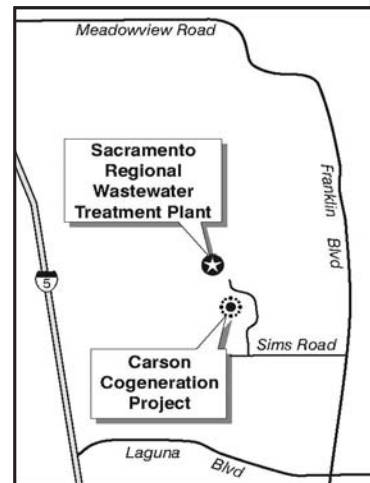 Meadowview Road
Sacramento
Regional
Wastewater
Treatment Plant
Franklin
Blvd
5
Sims Road
Carson
Cogeneration
Project
Laguna
Blvd